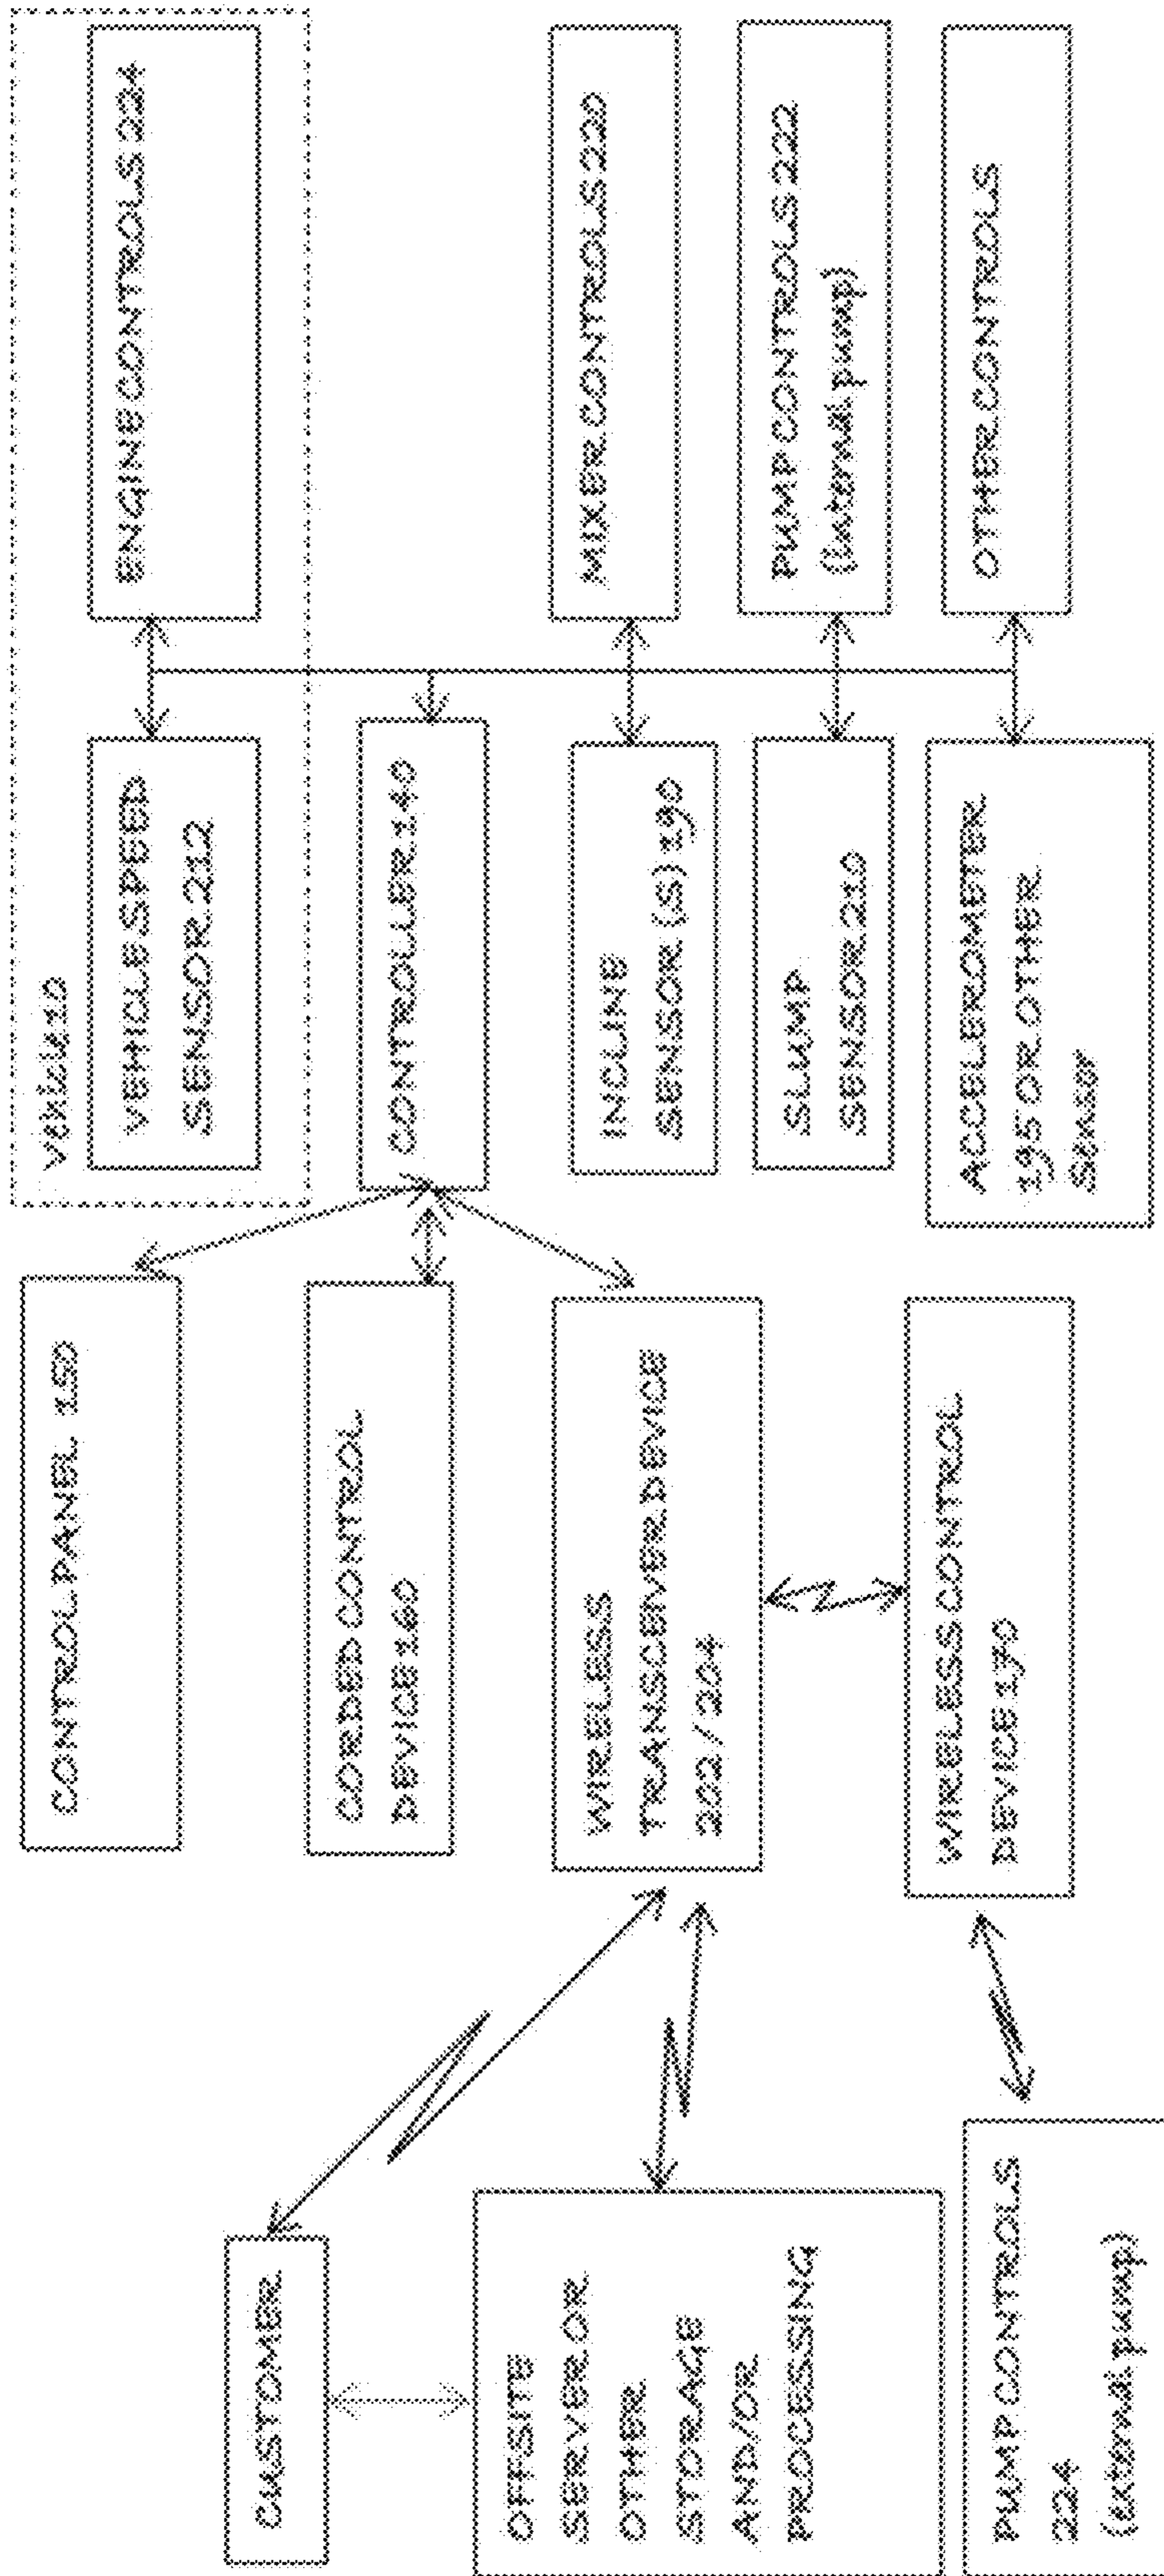 CUSTOMER
OFFSITE
SERVER OR
OTHER
STORAGE
AND/OR
PROCESSING
PUMP CONTROLS
224
(external pump)
CONTROL PANEL 150
CORDED CONTROL
DEVICE 160
WIRELESS
TRANSCEIVER DEVICE
202 / 204
WIRELESS CONTROL
DEVICE 170
Vehicle 10
VEHICLE SPEED
SENSOR 212
CONTROLLER 140
INCLINE
SENSOR (S) 190
SLUMP
SENSOR 210
ACCELEROMETER
195 OR OTHER
Sensor
ENGINE CONTROLS 224
MIXER CONTROLS 220
PUMP CONTROLS 222
(internal pump)
OTHER CONTROLS